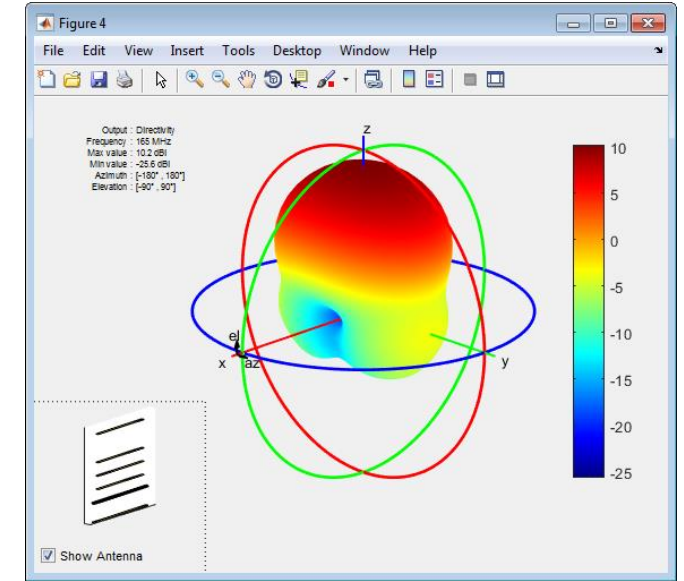 Figure 4
File Edit View Insert Tools Desktop Window Help
Output : Directivity
Frequency : 165 MHz
Max value : 10.2 dBi
Min value : -25.6 dBi
Azimuth : [-180° , 180°]
Elevation : [-90° , 90°]
z
10
5
0
-5
-10
-15
-20
-25
el
x
az
y
Show Antenna